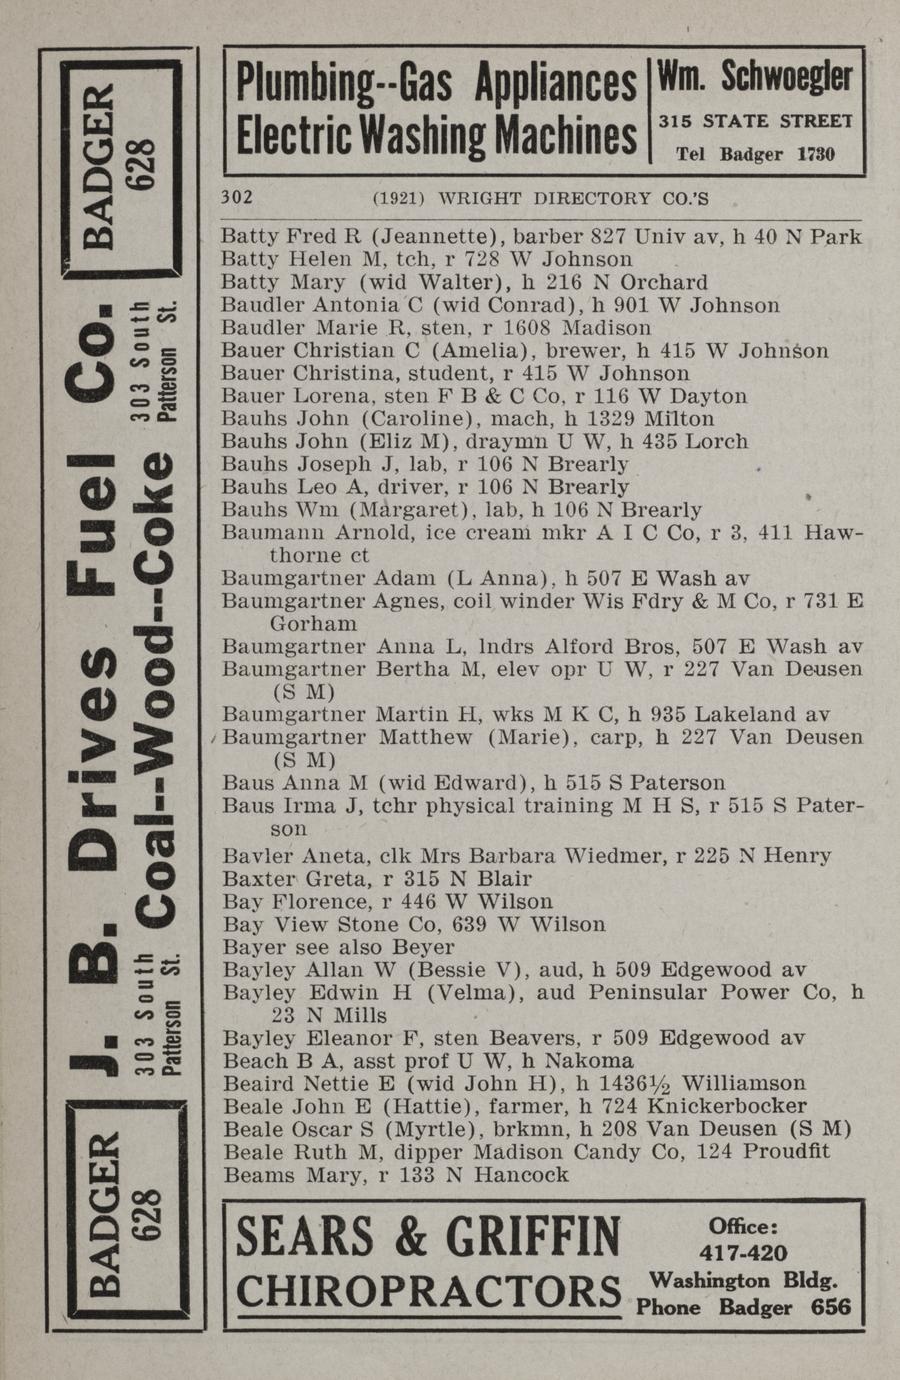 Plumbing--Gas Appliances
Electric Washing Machines
Wm. Schwoegler
315 STATE STREET
Tel Badger 1730
302 (1921) WRIGHT DIRECTORY CO.'S
Batty Fred R (Jeannette), barber 827 Univ av, h 40 N Park
Batty Helen M, tch, r 728 W Johnson
Batty Mary (wid Walter), h 216 N Orchard
Baudler Antonia C (wid Conrad), h 901 W Johnson
Baudler Marie R, sten, r 1608 Madison
Bauer Christian C (Amelia), brewer, h 415 W Johnson
Bauer Christina, student, r 415 W Johnson
Bauer Lorena, sten F B & C Co, r 116 W Dayton
Bauhs John (Caroline), mach, h 1329 Milton
Bauhs John (Eliz M), draymn U W, h 435 Lorch
Bauhs Joseph J, lab, r 106 N Brearly
Bauhs Leo A, driver, r 106 N Brearly
Bauhs Wm (Margaret), lab, h 106 N Brearly
Baumann Arnold, ice cream mkr A I C Co, r 3, 411 Haw-
thorne ct
Baumgartner Adam (L Anna), h 507 E Wash av
Baumgartner Agnes, coil winder Wis Fdry & M Co, r 731 E
Gorham
Baumgartner Anna L, lndrs Alford Bros, 507 E Wash av
Baumgartner Bertha M, elev opr U W, r 227 Van Deusen
(S M)
Baumgartner Martin H, wks M K C, h 935 Lakeland av
Baumgartner Matthew (Marie), carp, h 227 Van Deusen
(S M)
Baus Anna M (wid Edward), h 515 S Paterson
Baus Irma J, tchr physical training M H S, r 515 S Pater-
son
Bavler Aneta, clk Mrs Barbara Wiedmer, r 225 N Henry
Baxter Greta, r 315 N Blair
Bay Florence, r 446 W Wilson
Bay View Stone Co, 639 W Wilson
Bayer see also Beyer
Bayley Allan W (Bessie V), aud, h 509 Edgewood av
Bayley Edwin H (Velma), aud Peninsular Power Co, h
23 N Mills
Bayley Eleanor F, sten Beavers, r 509 Edgewood av
Beach B A, asst prof U W, h Nakoma
Beaird Nettie E (wid John H), h 1436½ Williamson
Beale John E (Hattie), farmer, h 724 Knickerbocker
Beale Oscar S (Myrtle), brkmn, h 208 Van Deusen (S M)
Beale Ruth M, dipper Madison Candy Co, 124 Proudfit
Beams Mary, r 133 N Hancock
SEARS & GRIFFIN
CHIROPRACTORS
Office:
417-420
Washington Bldg.
Phone Badger 656
BADGER
628
J. B. Drives Fuel Co.
303 South
Patterson St.
Coal--Wood--Coke
303 South
Patterson St.
BADGER
628